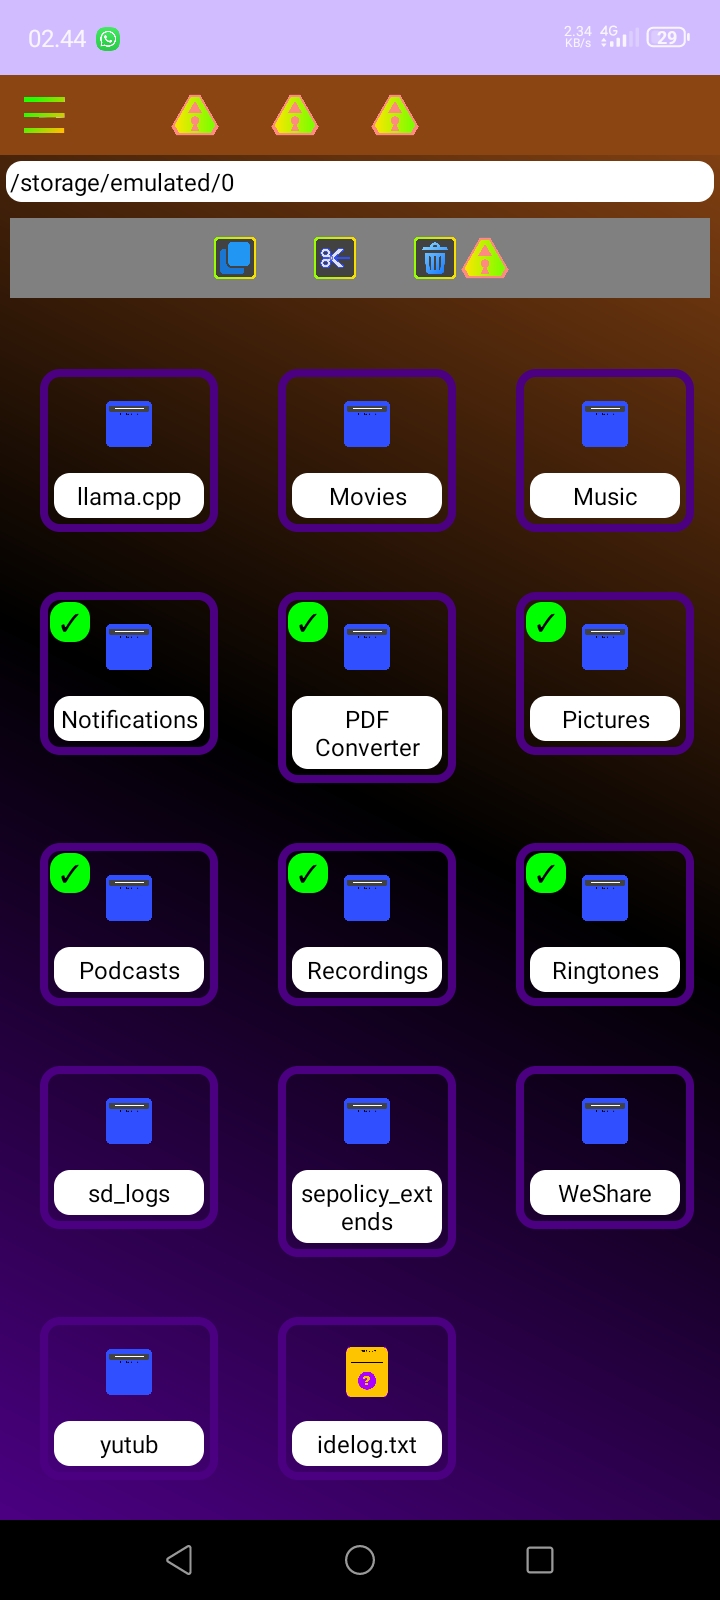 02.44
2.34
KB/s
4G
29
/storage/emulated/0
llama.cpp
Movies
Music
Notifications
PDF
Converter
Pictures
Podcasts
Recordings
Ringtones
sd_logs
sepolicy_ext
ends
WeShare
yutub
?
idelog.txt